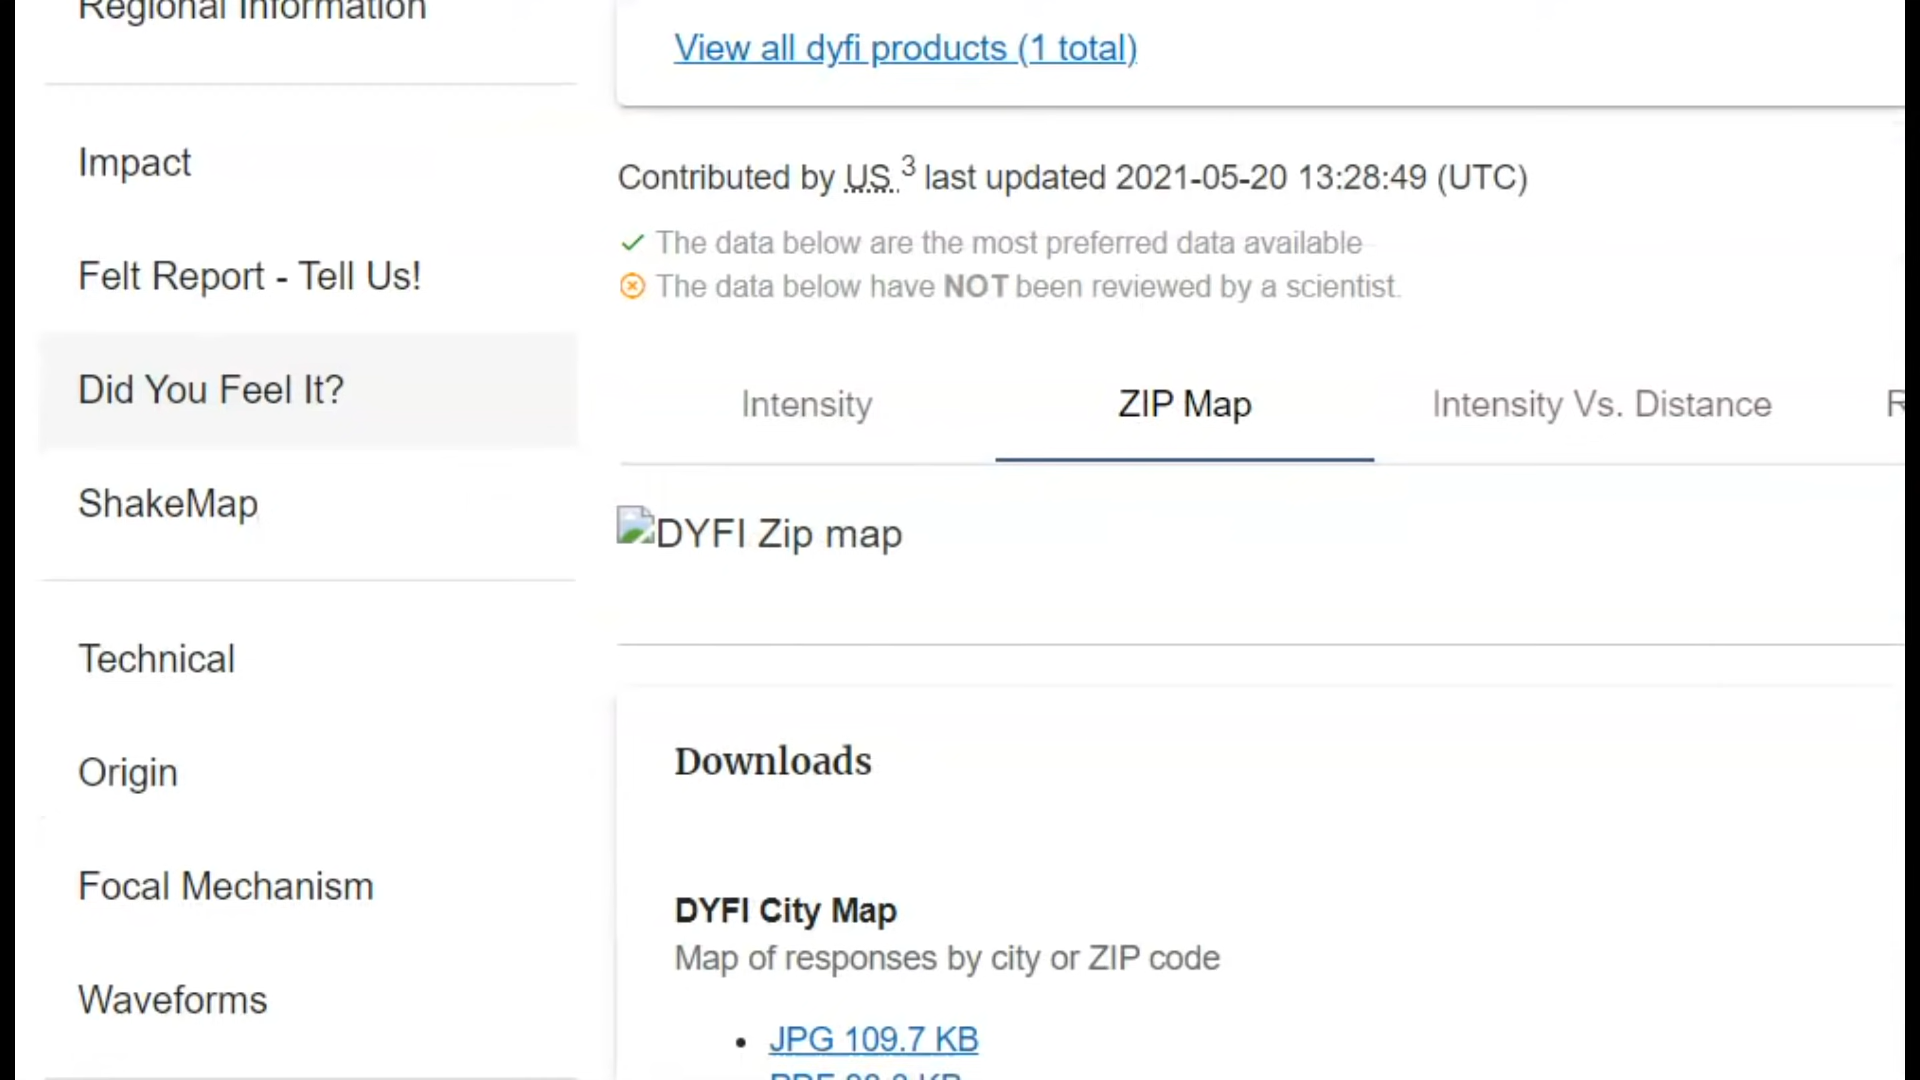 Regional Information
Impact
Felt Report - Tell Us!
Did You Feel It?
ShakeMap
Technical
Origin
Focal Mechanism
Waveforms
View all dyfi products (1 total)
Contributed by US 3 last updated 2021-05-20 13:28:49 (UTC)
The data below are the most preferred data available
The data below have NOT been reviewed by a scientist.
Intensity
ZIP Map
Intensity Vs. Distance
DYFI Zip map
Downloads
DYFI City Map
Map of responses by city or ZIP code
JPG 109.7 KB